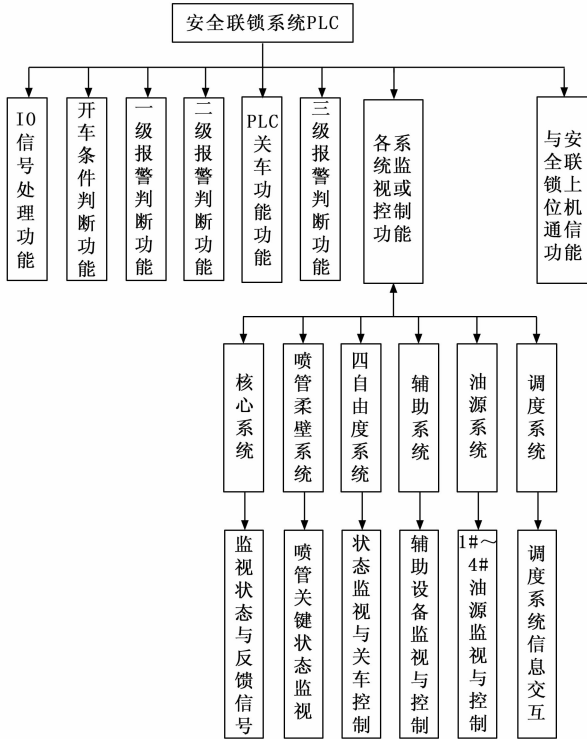 安全联锁系统PLC
IO信号处理功能
开车条件判断功能
一级报警判断功能
二级报警判断功能
PLC关车功能功能
三级报警判断功能
各系统监视或控制功能
与安全联锁上位机通信功能
核心系统
喷管柔壁系统
四自由度系统
辅助系统
油源系统
调度系统
监视状态与反馈信号
喷管关键状态监视
状态监视与关车控制
辅助设备监视与控制
1#～4#油源监视与控制
调度系统信息交互